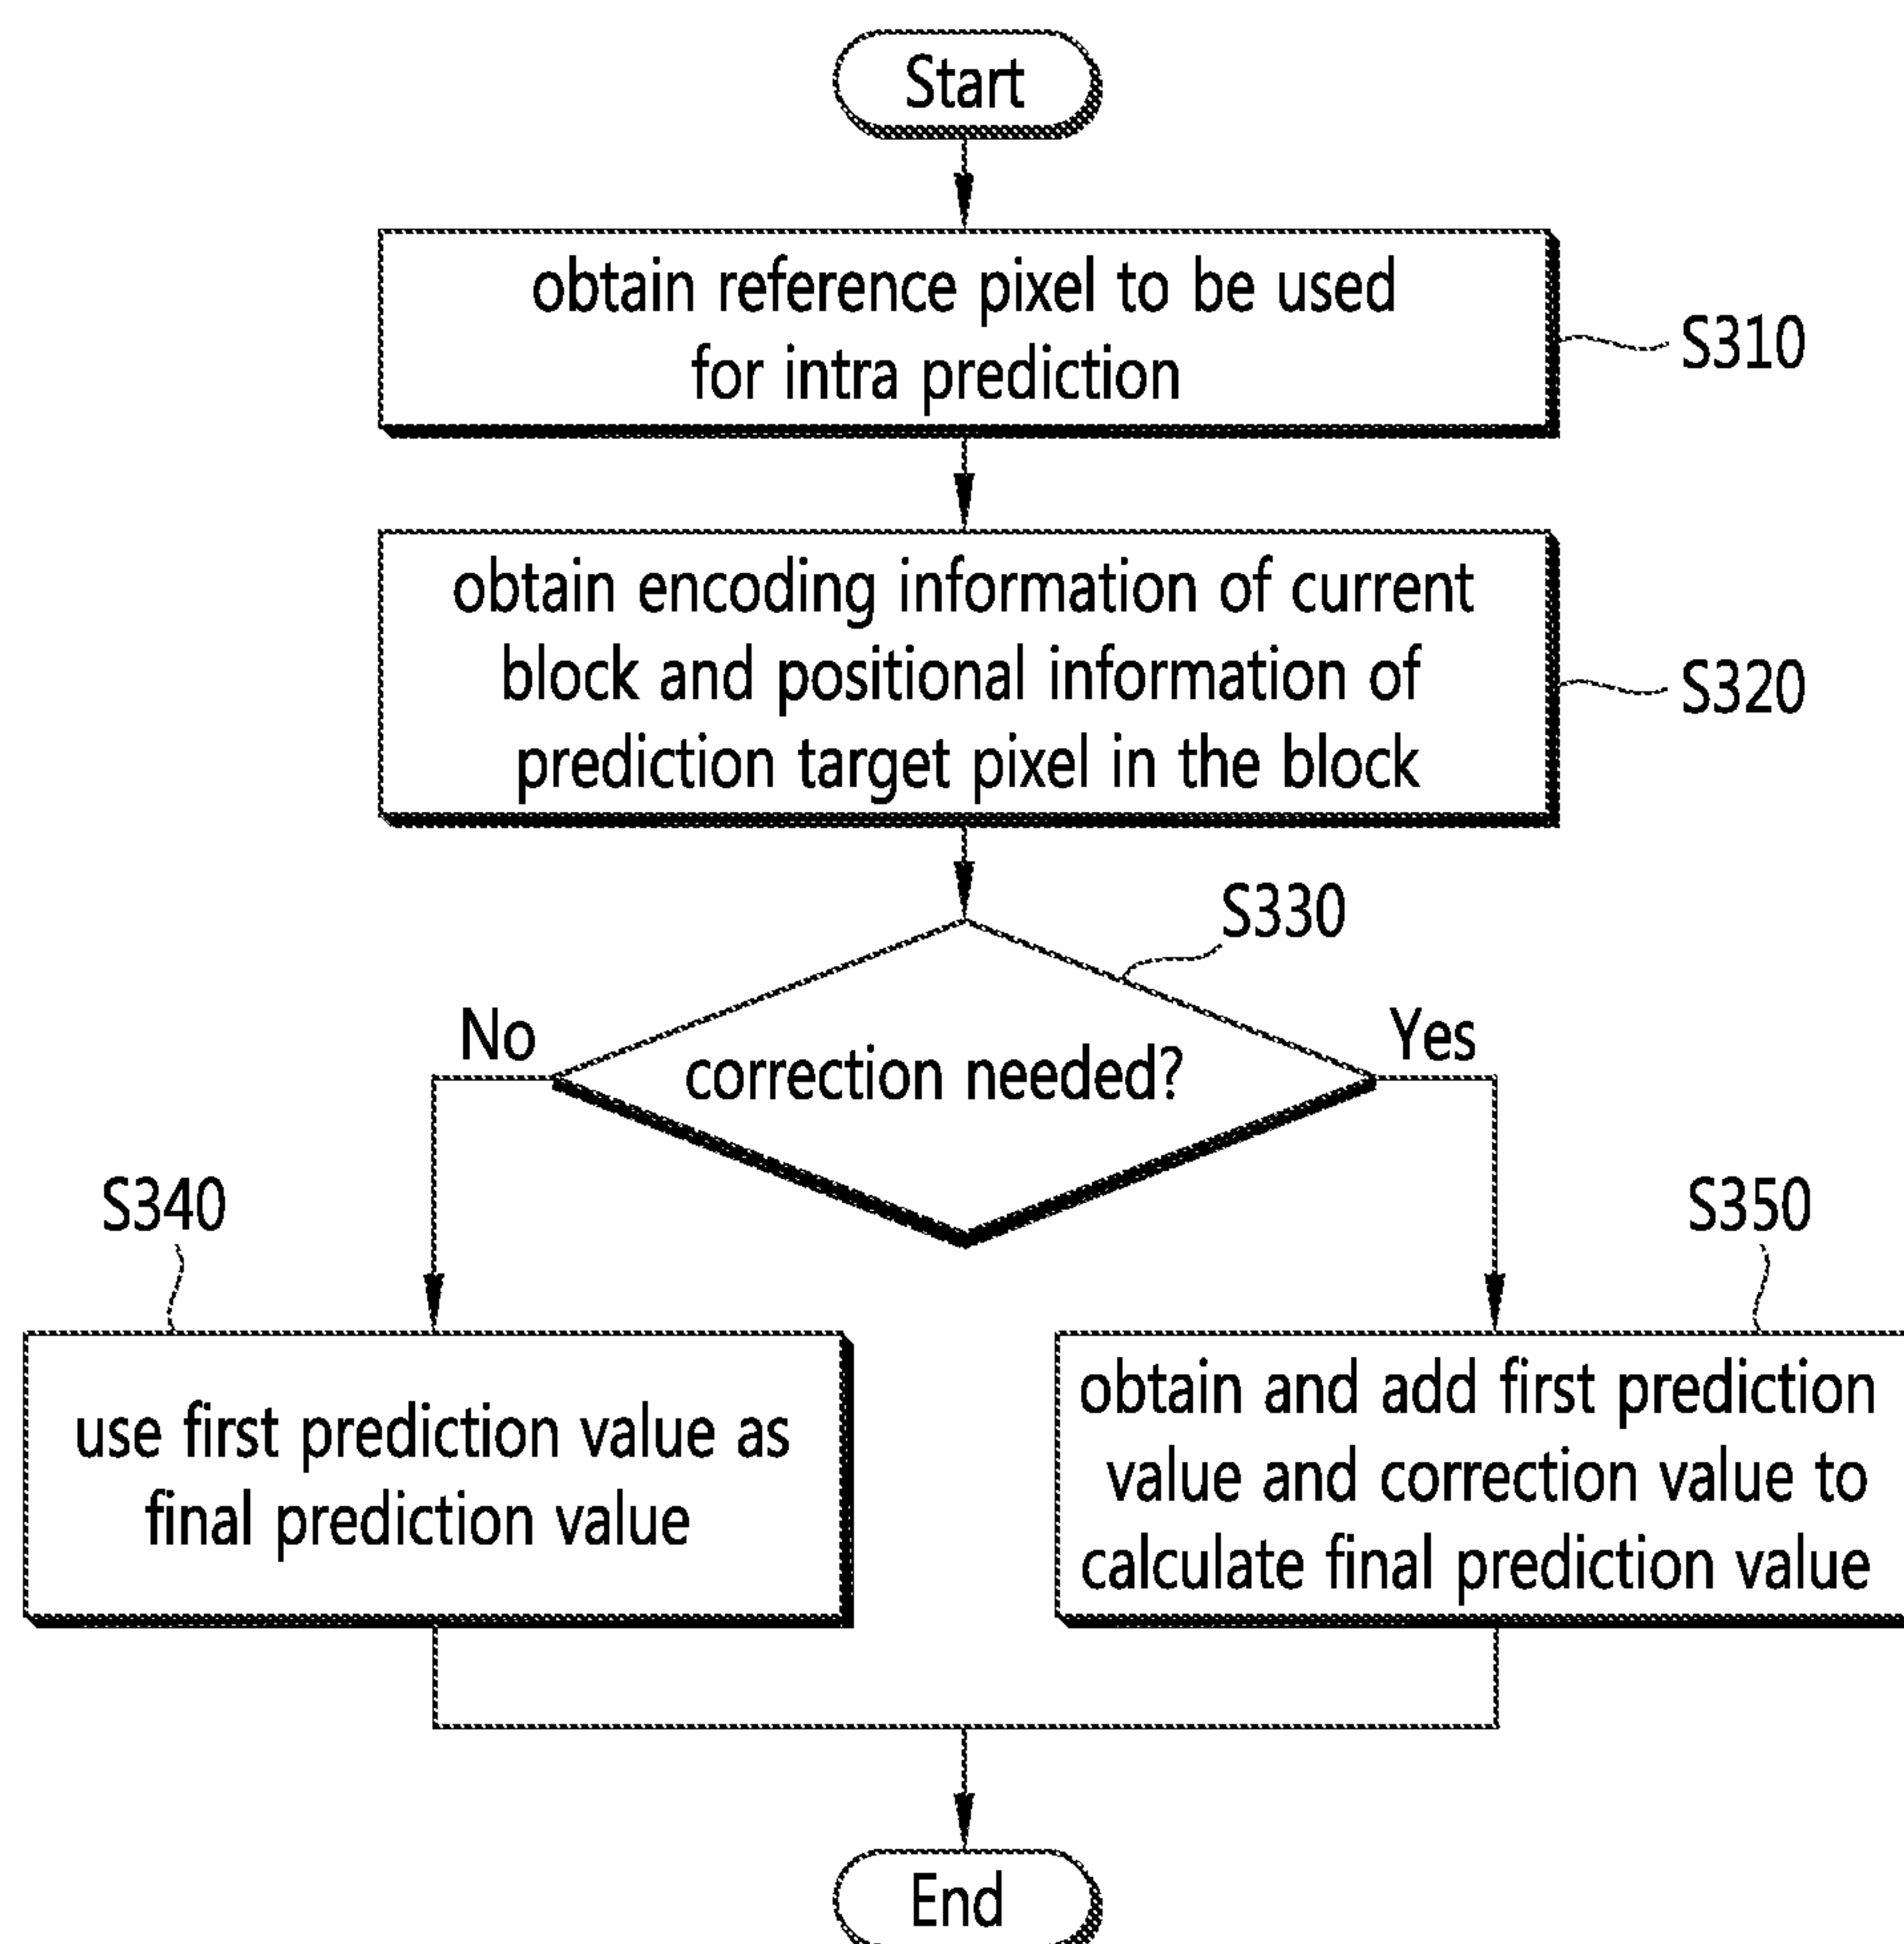 Start
obtain reference pixel to be used
for intra prediction
S310
obtain encoding information of current
block and positional information of
prediction target pixel in the block
S320
S330
No
correction needed?
Yes
S340
use first prediction value as
final prediction value
S350
obtain and add first prediction
value and correction value to
calculate final prediction value
End